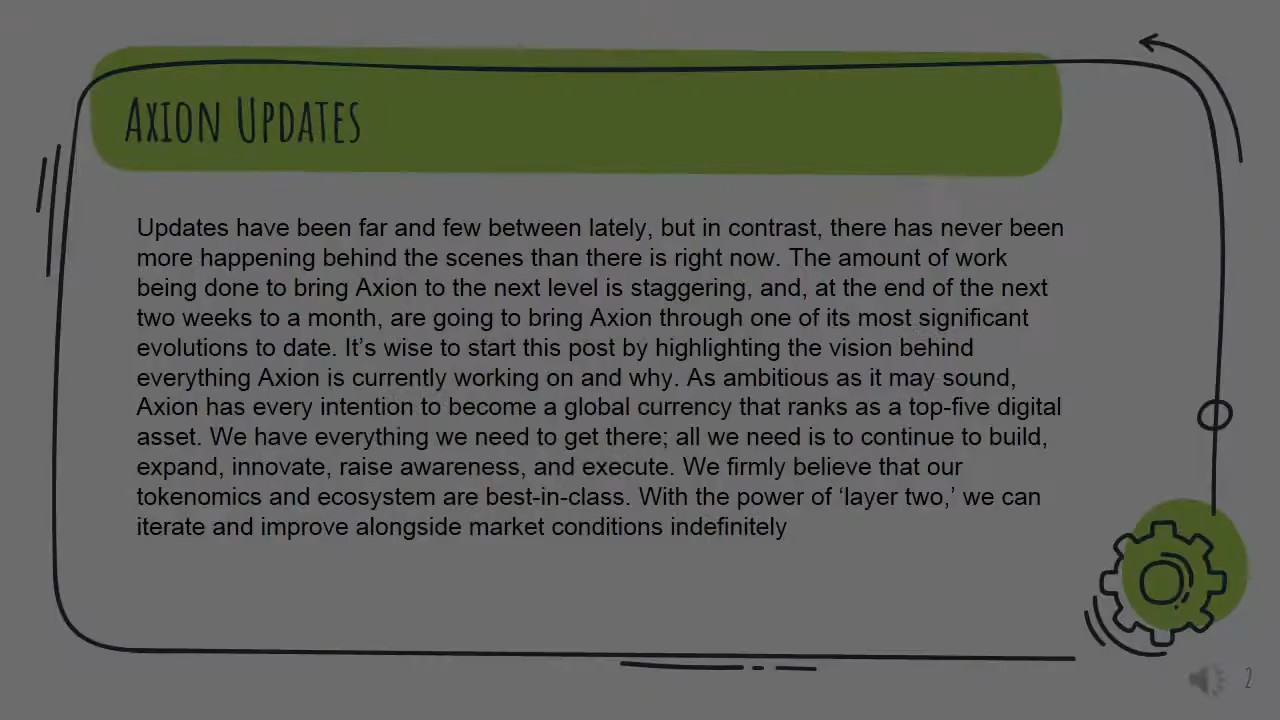 Axion Updates
Updates have been far and few between lately, but in contrast, there has never been
more happening behind the scenes than there is right now. The amount of work
being done to bring Axion to the next level is staggering, and, at the end of the next
two weeks to a month, are going to bring Axion through one of its most significant
evolutions to date. It’s wise to start this post by highlighting the vision behind
everything Axion is currently working on and why. As ambitious as it may sound,
Axion has every intention to become a global currency that ranks as a top-five digital
asset. We have everything we need to get there; all we need is to continue to build,
expand, innovate, raise awareness, and execute. We firmly believe that our
tokenomics and ecosystem are best-in-class. With the power of ‘layer two,’ we can
iterate and improve alongside market conditions indefinitely
2